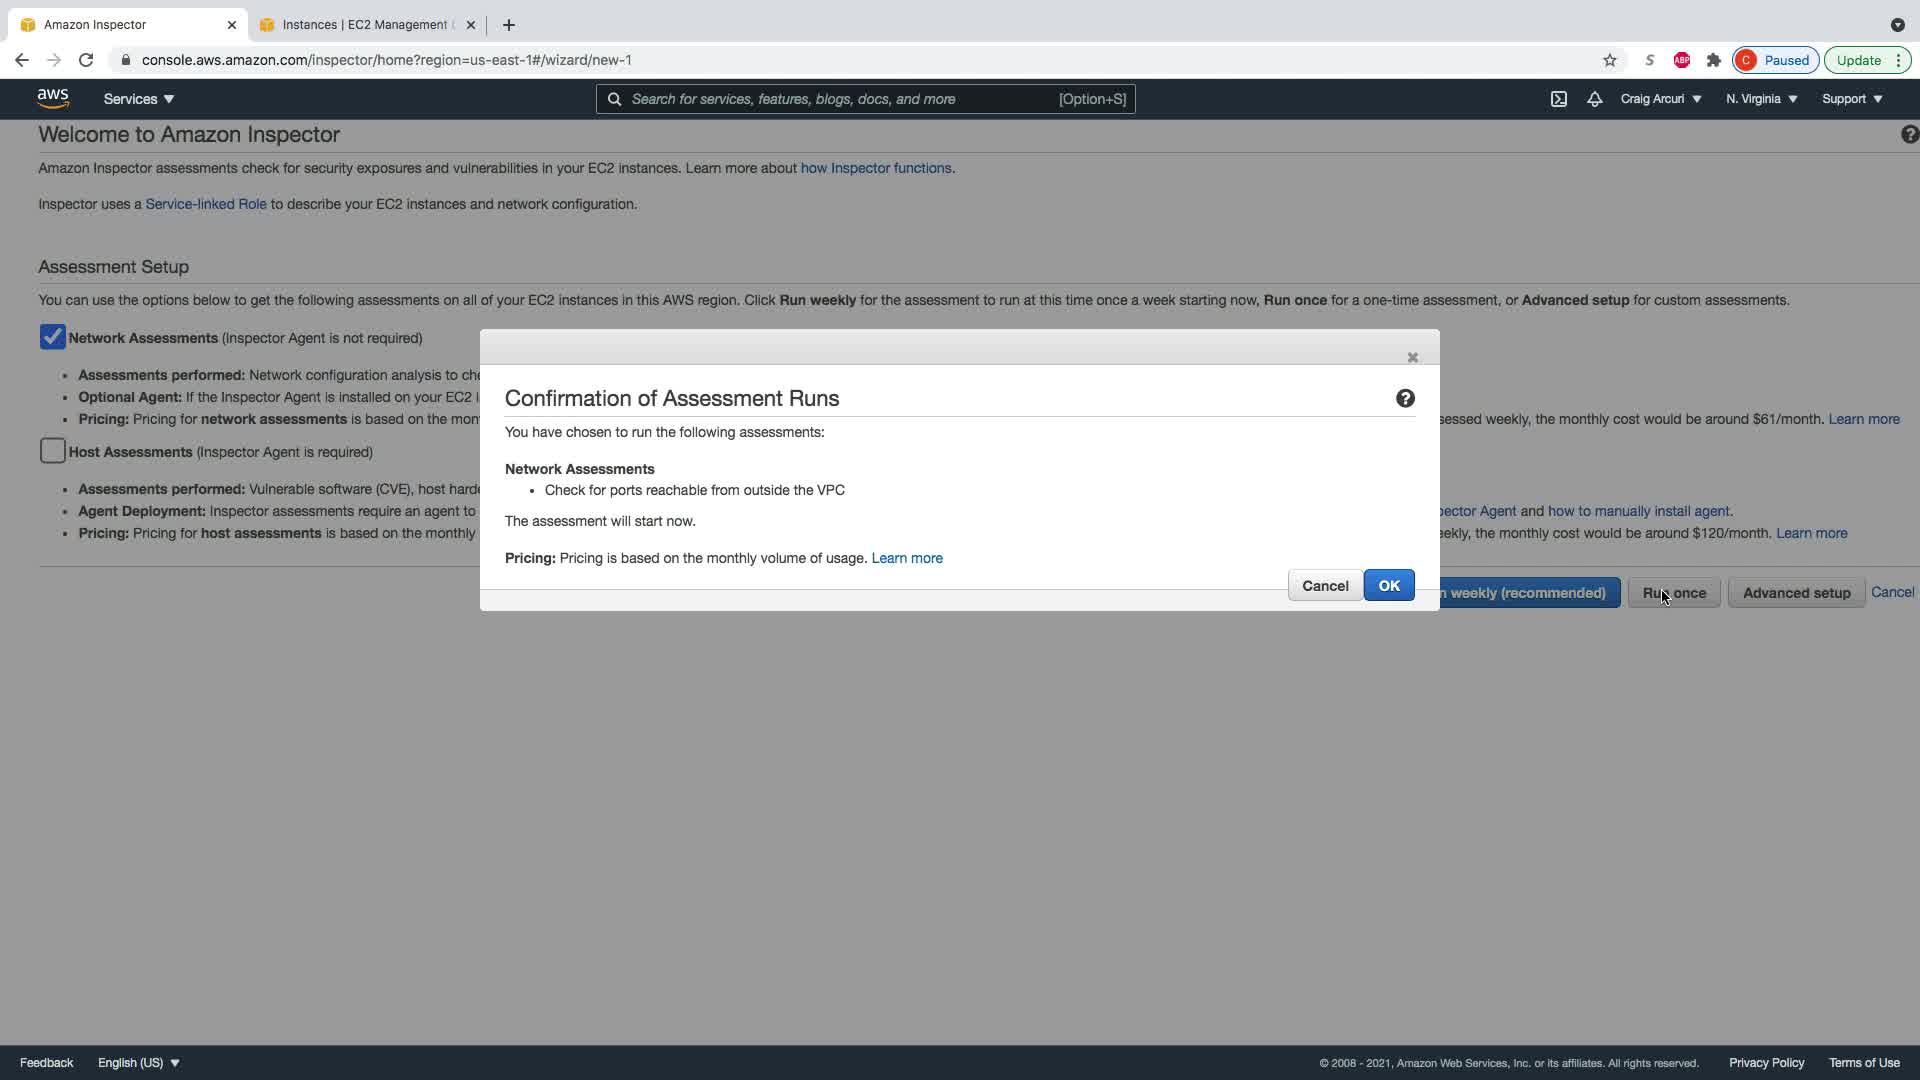 Amazon Inspector
Instances | EC2 Management
console.aws.amazon.com/inspector/home?region=us-east-1#/wizard/new-1
S
ABP
C Paused
Update
aws
Services
Search for services, features, blogs, docs, and more [Option+S]
Craig Arcuri
N. Virginia
Support
Welcome to Amazon Inspector
Amazon Inspector assessments check for security exposures and vulnerabilities in your EC2 instances. Learn more about how Inspector functions.
Inspector uses a Service-linked Role to describe your EC2 instances and network configuration.
Assessment Setup
You can use the options below to get the following assessments on all of your EC2 instances in this AWS region. Click Run weekly for the assessment to run at this time once a week starting now, Run once for a one-time assessment, or Advanced setup for custom assessments.
Network Assessments (Inspector Agent is not required)
• Assessments performed: Network configuration analysis to che
• Optional Agent: If the Inspector Agent is installed on your EC2 i
• Pricing: Pricing for network assessments is based on the mon
sessed weekly, the monthly cost would be around $61/month. Learn more
Host Assessments (Inspector Agent is required)
• Assessments performed: Vulnerable software (CVE), host harde
• Agent Deployment: Inspector assessments require an agent to
pector Agent and how to manually install agent.
• Pricing: Pricing for host assessments is based on the monthly
ekly, the monthly cost would be around $120/month. Learn more
Confirmation of Assessment Runs
You have chosen to run the following assessments:
Network Assessments
• Check for ports reachable from outside the VPC
The assessment will start now.
Pricing: Pricing is based on the monthly volume of usage. Learn more
Cancel
OK
n weekly (recommended)
Run once
Advanced setup
Cancel
Feedback
English (US)
© 2008 - 2021, Amazon Web Services, Inc. or its affiliates. All rights reserved.
Privacy Policy
Terms of Use